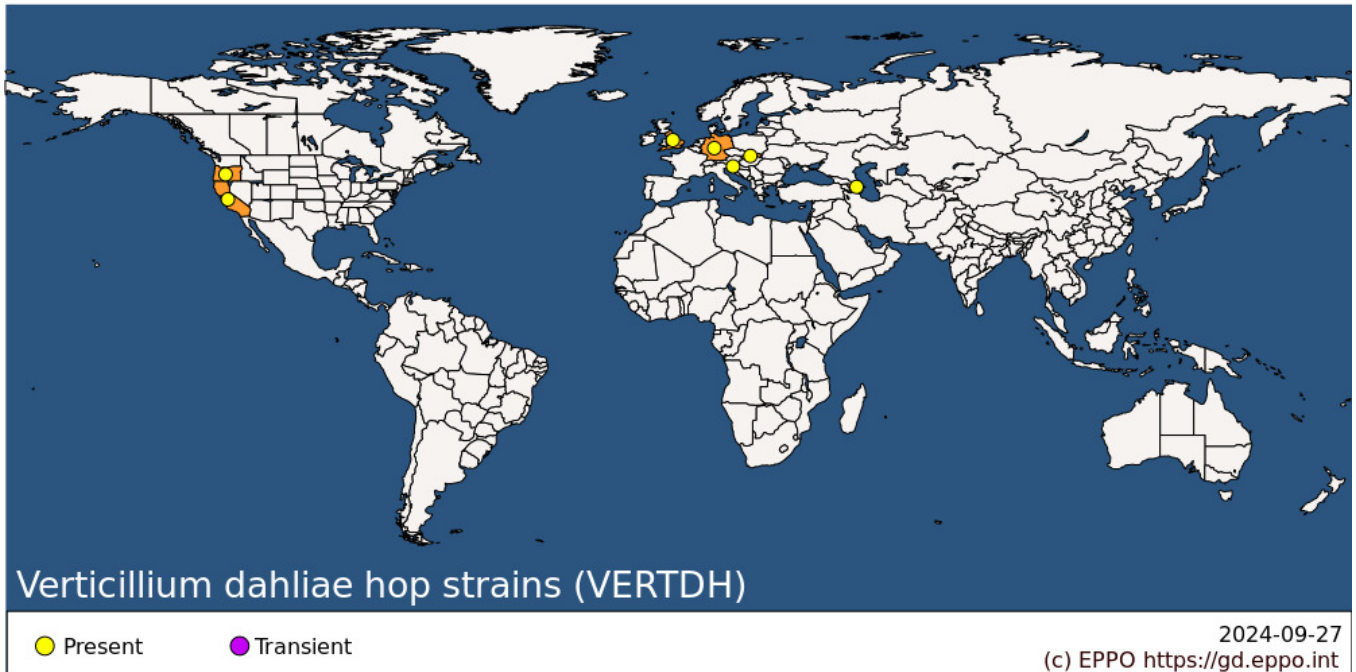 Verticillium dahliae hop strains (VERTDH)
Present
Transient
2024-09-27
(c) EPPO https://gd.eppo.int